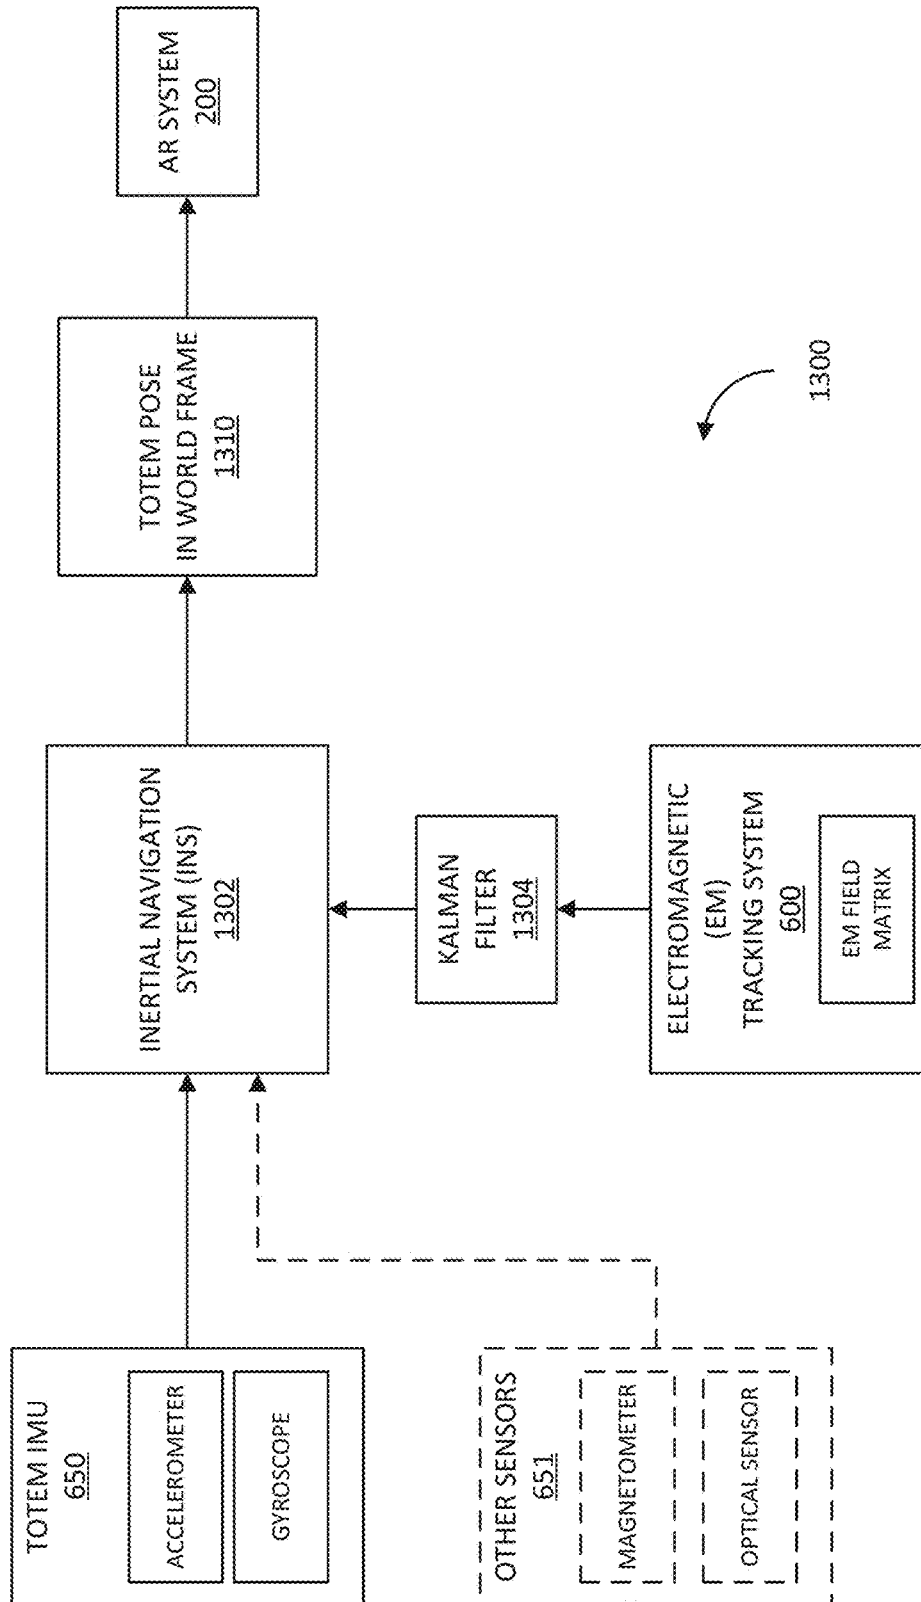 TOTEM IMU
650
ACCELEROMETER
GYROSCOPE
OTHER SENSORS
651
MAGNETOMETER
OPTICAL SENSOR
INERTIAL NAVIGATION
SYSTEM (INS)
1302
KALMAN
FILTER
1304
ELECTROMAGNETIC
(EM)
TRACKING SYSTEM
600
EM FIELD
MATRIX
TOTEM POSE
IN WORLD FRAME
1310
AR SYSTEM
200
1300